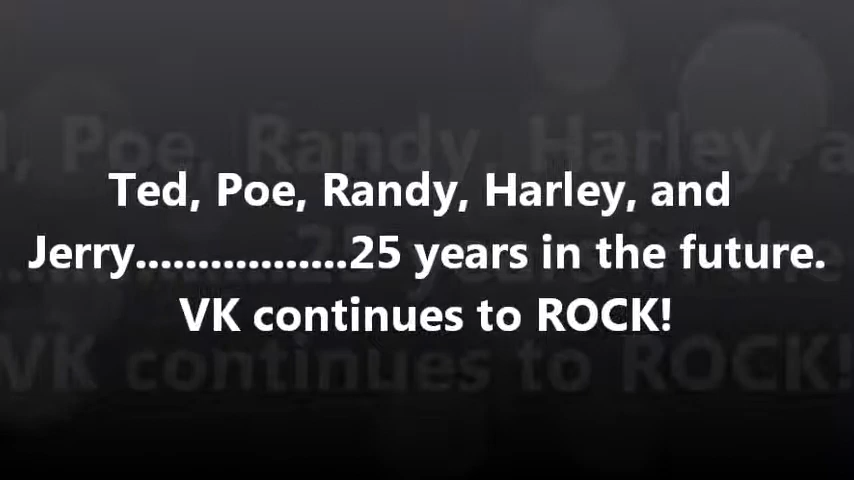 Ted, Poe, Randy, Harley, and
Jerry.................25 years in the future.
VK continues to ROCK!